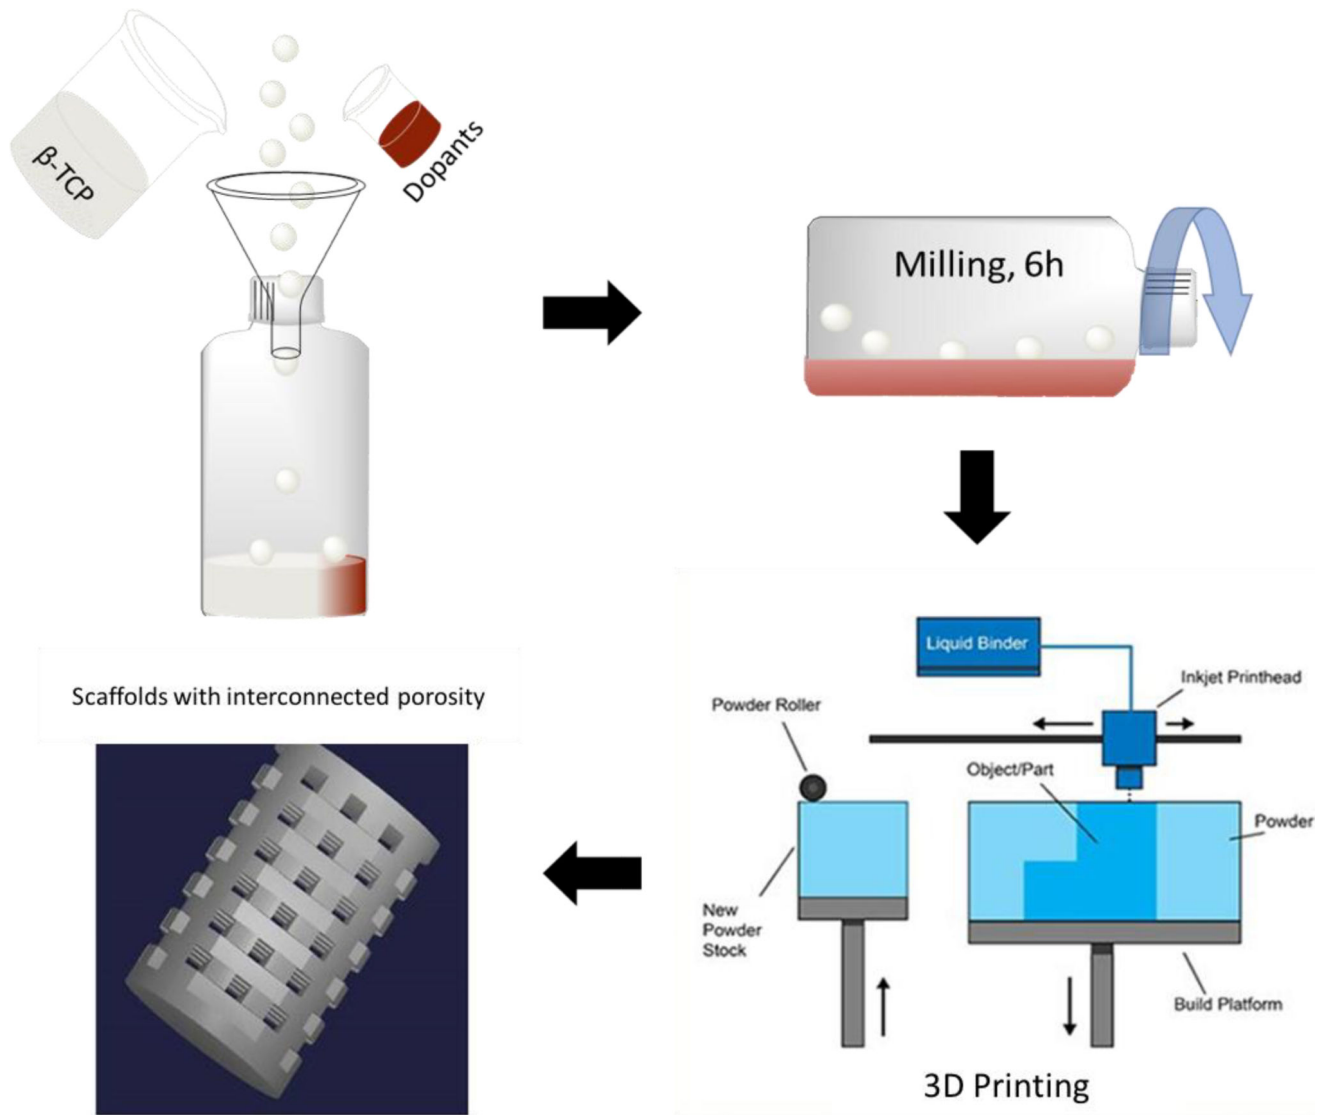 β-TCP
Dopants
Milling, 6h
Scaffolds with interconnected porosity
Liquid Binder
Inkjet Printhead
Powder Roller
Object/Part
Powder
New
Powder
Stock
Build Platform
3D Printing